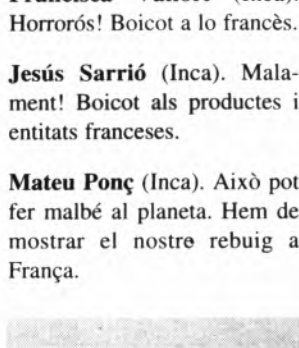 Horrorós! Boicot a lo francès.
Jesús Sarrió (Inca). Mala-
ment! Boicot als productes i
entitats franceses.
Mateu Ponç (Inca). Això pot
fer malbé al planeta. Hem de
mostrar el nostre rebuig a
França.